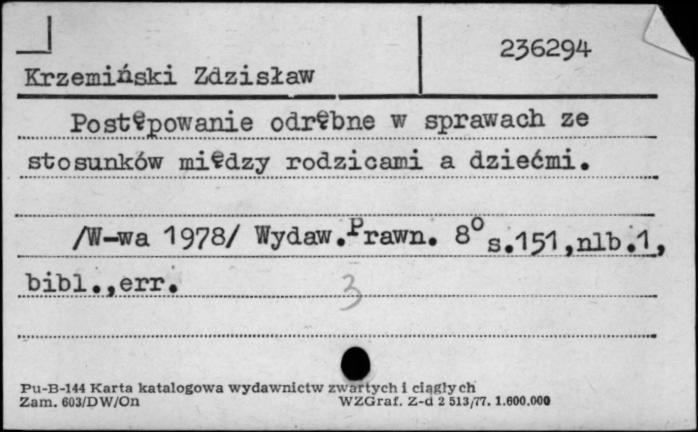 236294
Krzemiński Zdzisław
Postępowanie odrębne w sprawach ze
stosunków między rodzicami a dziećmi.
/W-wa 1978/ Wydaw.Prawn. 8° s.151,nlb.1,
bibl.,err.
3
Pu-B-144 Karta katalogowa wydawnictw zwartych i ciągłych
Zam. 603/DW/On WZGraf. Z-d 2 513/77. 1.600.000